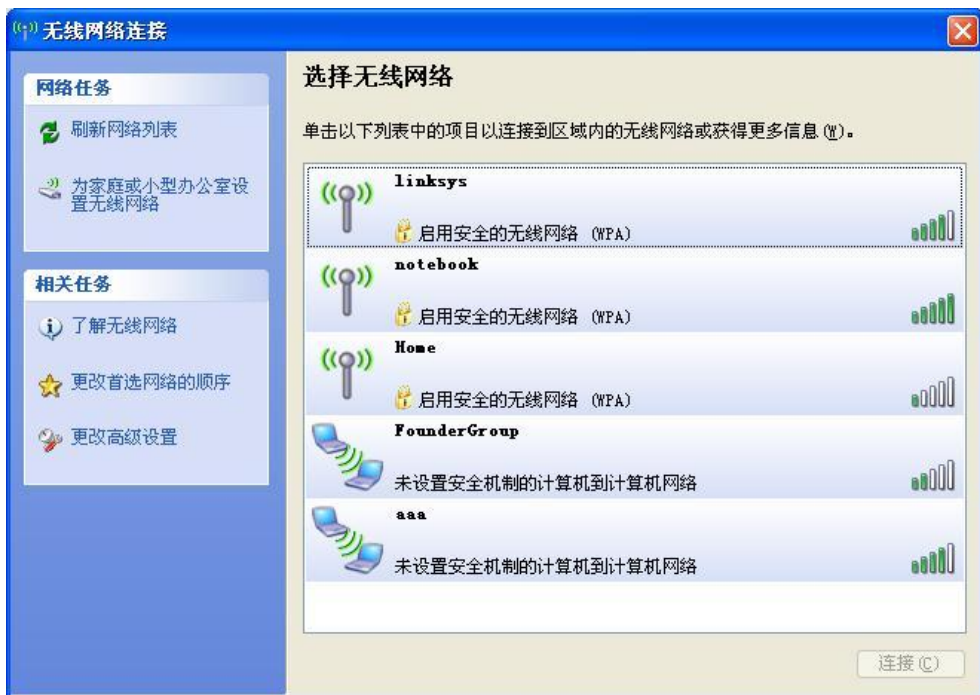 无线网络连接
网络任务
刷新网络列表
为家庭或小型办公室设
置无线网络
相关任务
了解无线网络
更改首选网络的顺序
更改高级设置
选择无线网络
单击以下列表中的项目以连接到区域内的无线网络或获得更多信息(W)。
linksys
启用安全的无线网络 (WPA)
notebook
启用安全的无线网络 (WPA)
Home
启用安全的无线网络 (WPA)
FounderGroup
未设置安全机制的计算机到计算机网络
aaa
未设置安全机制的计算机到计算机网络
连接(C)